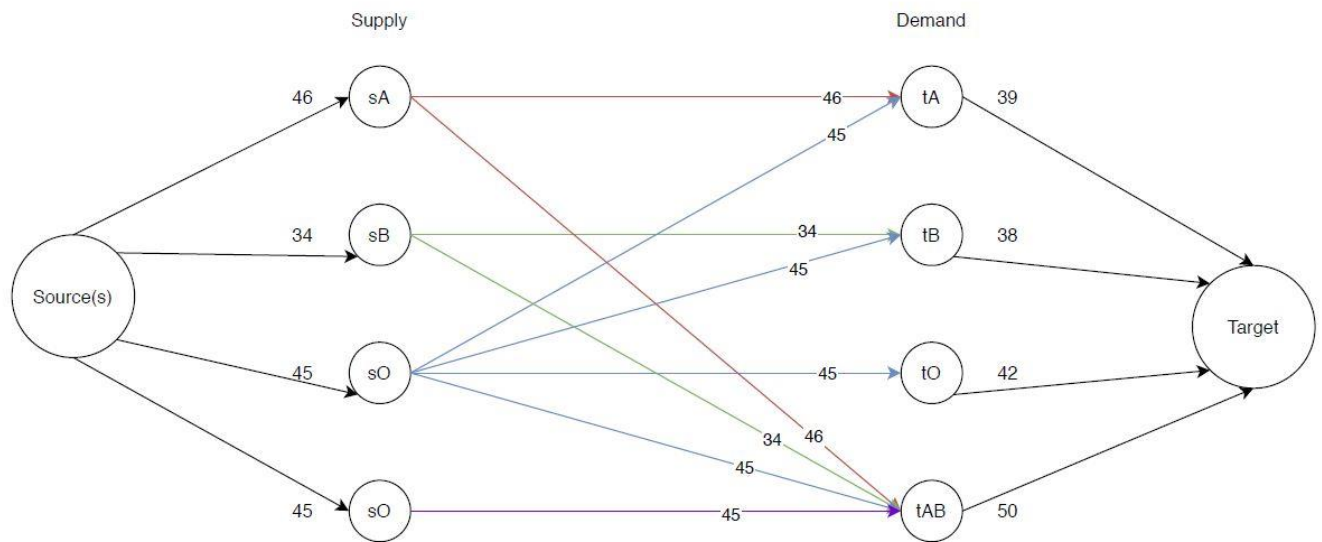 Supply Demand
46 sA 46 tA 39
45
34 sB 34 tB 38
45
Source(s) Target
45 sO 45 tO 42
34 46
45
45 sO 45 tAB 50